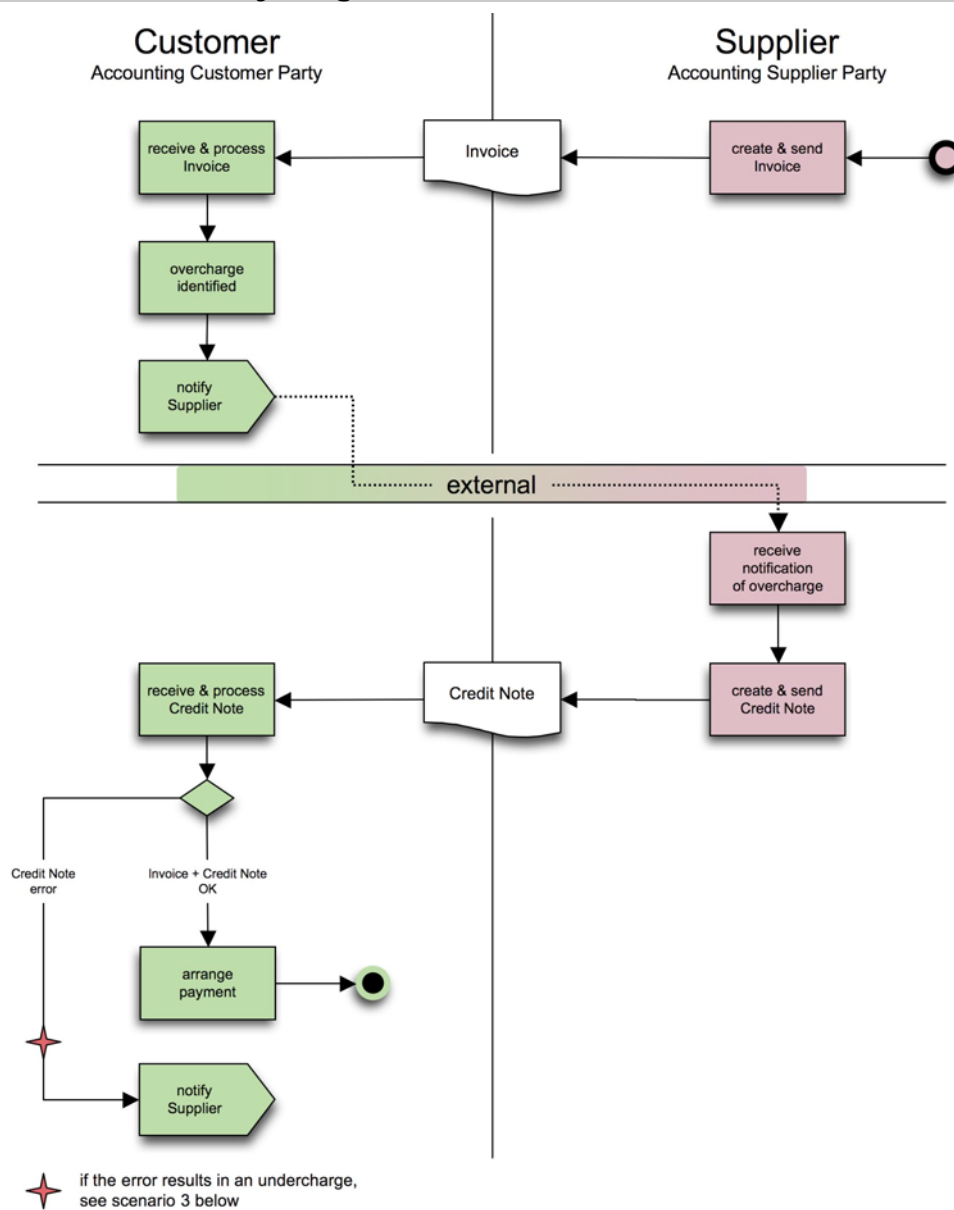 Customer
Accounting Customer Party
Supplier
Accounting Supplier Party
receive & process
Invoice
Invoice
create & send
Invoice
overcharge
identified
notify
Supplier
external
receive
notification
of overcharge
receive & process
Credit Note
Credit Note
create & send
Credit Note
Credit Note
error
Invoice + Credit Note
OK
arrange
payment
notify
Supplier
if the error results in an undercharge,
see scenario 3 below